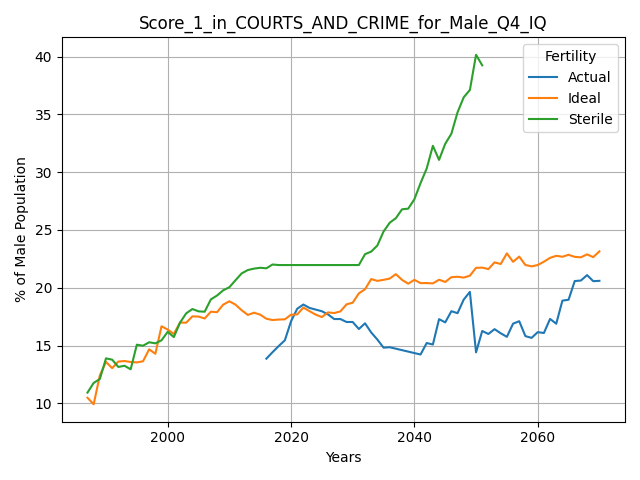 Score_1_in_COURTS_AND_CRIME_for_Male_Q4_IQ
Fertility
Actual
Ideal
Sterile
% of Male Population
40
35
30
25
20
15
10
2000
2020
2040
2060
Years